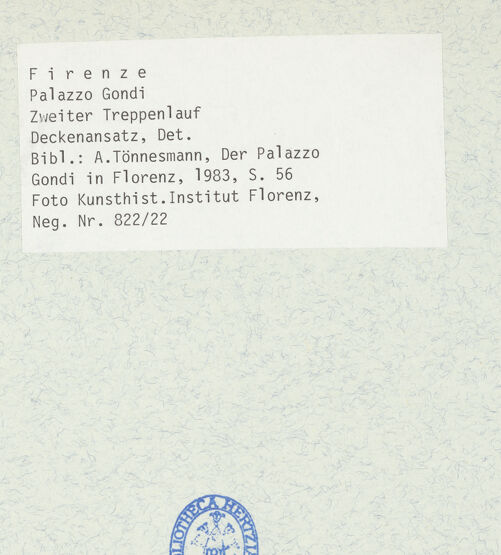 F i r e n z e
Palazzo Gondi
Zweiter Treppenlauf
Deckenansatz, Det.
Bibl.: A.Tönnesmann, Der Palazzo
Gondi in Florenz, 1983, S. 56
Foto Kunsthist.Institut Florenz,
Neg. Nr. 822/22